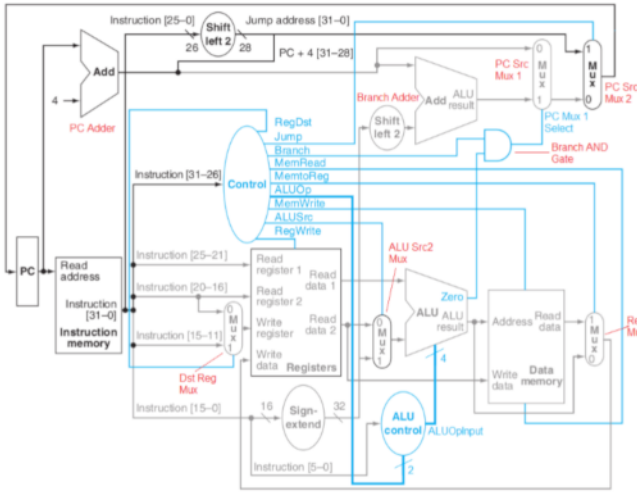 Instruction [25–0]
Jump address [31–0]
Shift
left 2
26
28
PC + 4 [31–28]
Add
4
PC Adder
0
M
u
x
1
PC Src
Mux 1
1
M
u
x
0
PC Src
Mux 2
Branch Adder
Add
ALU
result
Shift
left 2
PC Mux 1
Select
Branch AND
Gate
RegDst
Jump
Branch
MemRead
MemtoReg
ALUOp
MemWrite
ALUSrc
RegWrite
Control
Instruction [31–26]
PC
Read
address
Instruction
[31–0]
Instruction
memory
Instruction [25–21]
Instruction [20–16]
Instruction [15–11]
0
M
u
x
1
Dst Reg
Mux
Read
register 1
Read
register 2
Write
register
Write
data
Read
data 1
Read
data 2
Registers
ALU Src2
Mux
0
M
u
x
1
Zero
ALU
ALU
result
Address
Read
data
Write
data
Data
memory
1
M
u
x
0
Instruction [15–0]
16
Sign-
extend
32
Instruction [5–0]
ALU
control
ALUOpInput
4
2